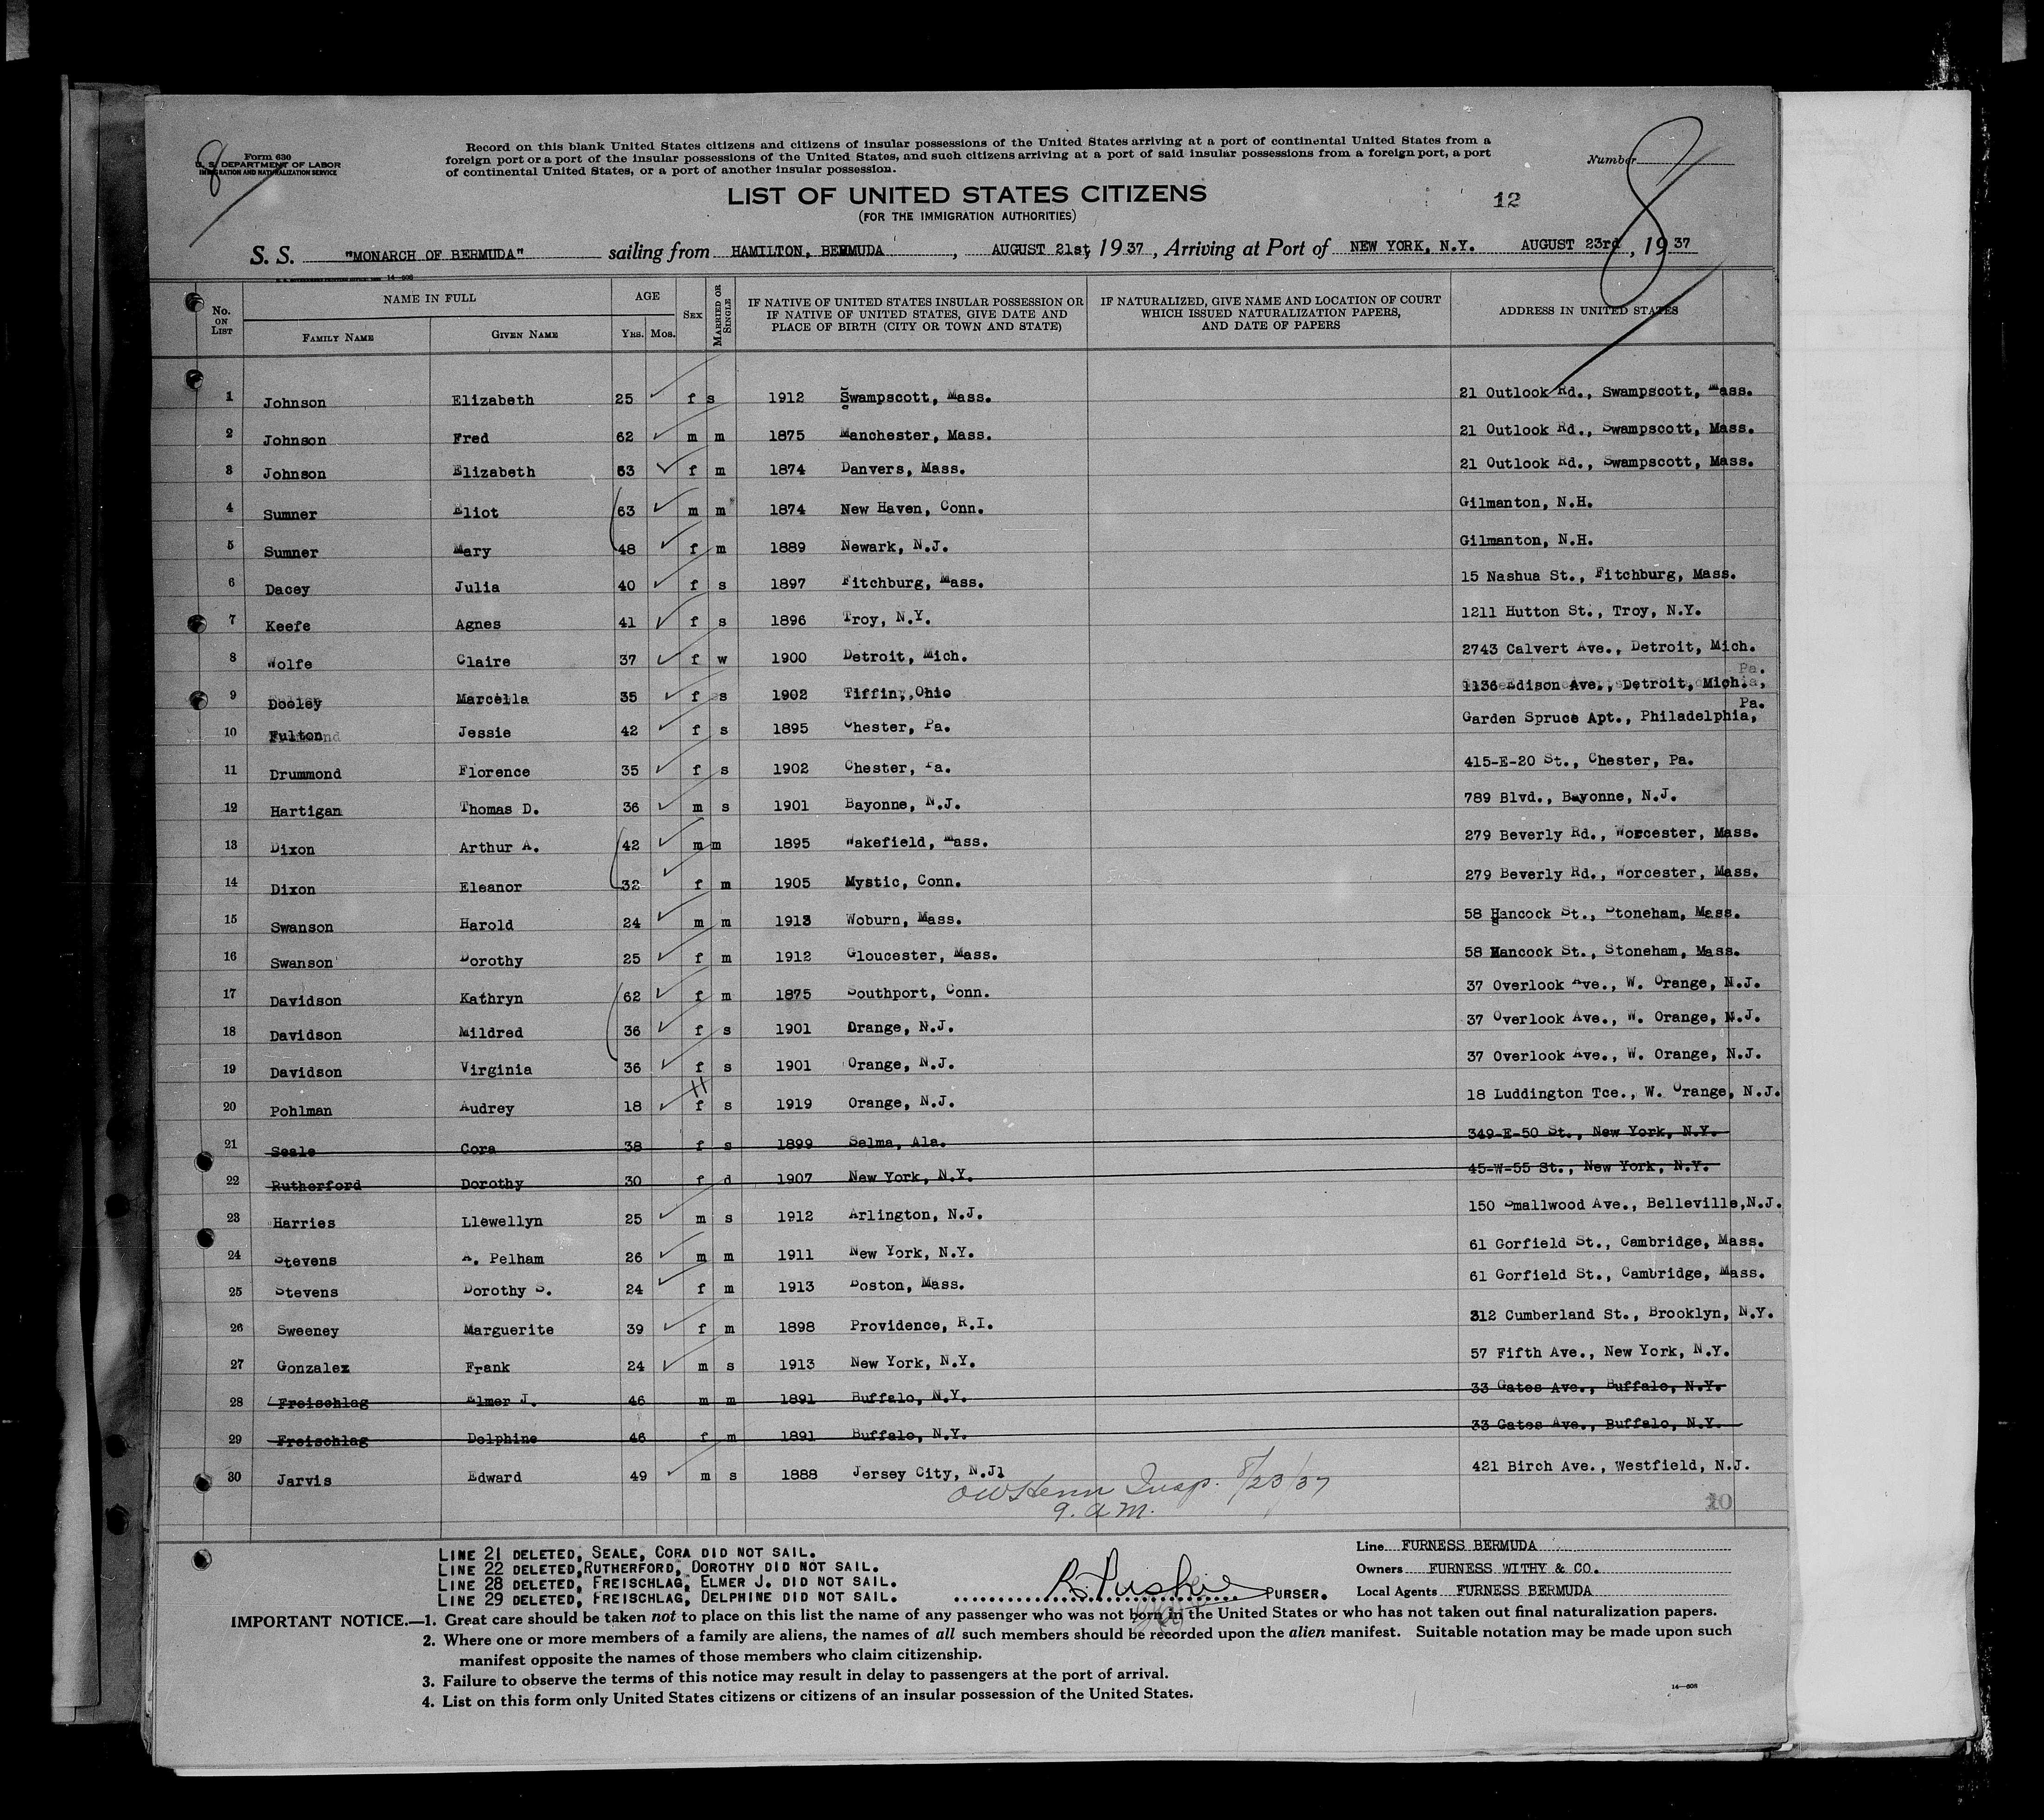 8
Form 630
U. S. DEPARTMENT OF LABOR
IMMIGRATION AND NATURALIZATION SERVICE
Record on this blank United States citizens and citizens of insular possessions of the United States arriving at a port of continental United States from a
foreign port or a port of the insular possessions of the United States, and such citizens arriving at a port of said insular possessions from a foreign port, a port
of continental United States, or a port of another insular possession.
Number 8
LIST OF UNITED STATES CITIZENS
(FOR THE IMMIGRATION AUTHORITIES)
12
S. S. "MONARCH OF BERMUDA" sailing from HAMILTON, BERMUDA, AUGUST 21st, 1937, Arriving at Port of NEW YORK, N.Y. AUGUST 23rd, 1937
14-608
No. ON LIST NAME IN FULL FAMILY NAME GIVEN NAME AGE YRS. MOS. SEX MARRIED OR SINGLE IF NATIVE OF UNITED STATES INSULAR POSSESSION OR IF NATIVE OF UNITED STATES, GIVE DATE AND PLACE OF BIRTH (CITY OR TOWN AND STATE) IF NATURALIZED, GIVE NAME AND LOCATION OF COURT WHICH ISSUED NATURALIZATION PAPERS, AND DATE OF PAPERS ADDRESS IN UNITED STATES
1 Johnson Elizabeth 25 f s 1912 Swampscott, Mass. 21 Outlook Rd., Swampscott, Mass.
2 Johnson Fred 62 m m 1875 Manchester, Mass. 21 Outlook Rd., Swampscott, Mass.
3 Johnson Elizabeth 63 f m 1874 Danvers, Mass. 21 Outlook Rd., Swampscott, Mass.
4 Sumner Eliot 63 m m 1874 New Haven, Conn. Gilmanton, N.H.
5 Sumner Mary 48 f m 1889 Newark, N.J. Gilmanton, N.H.
6 Dacey Julia 40 f s 1897 Fitchburg, Mass. 15 Nashua St., Fitchburg, Mass.
7 Keefe Agnes 41 f s 1896 Troy, N.Y. 1211 Hutton St., Troy, N.Y.
8 Wolfe Claire 37 f w 1900 Detroit, Mich. 2743 Calvert Ave., Detroit, Mich.
9 Dooley Marcella 35 f s 1902 Tiffin, Ohio 1136 Edison Ave., Detroit, Mich.
10 Fulton Jessie 42 f s 1895 Chester, Pa. Garden Spruce Apt., Philadelphia, Pa.
11 Drummond Florence 35 f s 1902 Chester, Pa. 415-E-20 St., Chester, Pa.
12 Hartigan Thomas D. 36 m s 1901 Bayonne, N.J. 789 Blvd., Bayonne, N.J.
13 Dixon Arthur A. 42 m m 1895 Wakefield, Mass. 279 Beverly Rd., Worcester, Mass.
14 Dixon Eleanor 32 f m 1905 Mystic, Conn. 279 Beverly Rd., Worcester, Mass.
15 Swanson Harold 24 m m 1913 Woburn, Mass. 58 Hancock St., Stoneham, Mass.
16 Swanson Dorothy 25 f m 1912 Gloucester, Mass. 58 Hancock St., Stoneham, Mass.
17 Davidson Kathryn 62 f m 1875 Southport, Conn. 37 Overlook Ave., W. Orange, N.J.
18 Davidson Mildred 36 f s 1901 Orange, N.J. 37 Overlook Ave., W. Orange, N.J.
19 Davidson Virginia 36 f s 1901 Orange, N.J. 37 Overlook Ave., W. Orange, N.J.
20 Pohlman Audrey 18 f s 1919 Orange, N.J. 18 Luddington Tce., W. Orange, N.J.
21 Seale Cora 38 f s 1899 Selma, Ala. 349-E-50 St., New York, N.Y.
22 Rutherford Dorothy 30 f d 1907 New York, N.Y. 45-W-55 St., New York, N.Y.
23 Harries Llewellyn 25 m s 1912 Arlington, N.J. 150 Smallwood Ave., Belleville,N.J.
24 Stevens A. Pelham 26 m m 1911 New York, N.Y. 61 Gorfield St., Cambridge, Mass.
25 Stevens Dorothy S. 24 f m 1913 Boston, Mass. 61 Gorfield St., Cambridge, Mass.
26 Sweeney Marguerite 39 f m 1898 Providence, R.I. 312 Cumberland St., Brooklyn, N.Y.
27 Gonzalez Frank 24 m s 1913 New York, N.Y. 57 Fifth Ave., New York, N.Y.
28 Freischlag Elmer J. 46 m m 1891 Buffalo, N.Y. 33 Gates Ave., Buffalo, N.Y.
29 Freischlag Delphine 46 f m 1891 Buffalo, N.Y. 33 Gates Ave., Buffalo, N.Y.
30 Jarvis Edward 49 m s 1888 Jersey City, N.J. 421 Birch Ave., Westfield, N.J.
Insp. 8/23/37
9. a M.
10
LINE 21 DELETED, SEALE, CORA DID NOT SAIL.
LINE 22 DELETED,RUTHERFORD, DOROTHY DID NOT SAIL.
LINE 28 DELETED, FREISCHLAG, ELMER J. DID NOT SAIL.
LINE 29 DELETED, FREISCHLAG, DELPHINE DID NOT SAIL.
PURSER.
Line FURNESS BERMUDA
Owners FURNESS WITHY & CO.
Local Agents FURNESS BERMUDA
IMPORTANT NOTICE.—1. Great care should be taken not to place on this list the name of any passenger who was not born in the United States or who has not taken out final naturalization papers.
2. Where one or more members of a family are aliens, the names of all such members should be recorded upon the alien manifest. Suitable notation may be made upon such
manifest opposite the names of those members who claim citizenship.
3. Failure to observe the terms of this notice may result in delay to passengers at the port of arrival.
4. List on this form only United States citizens or citizens of an insular possession of the United States.
14-608